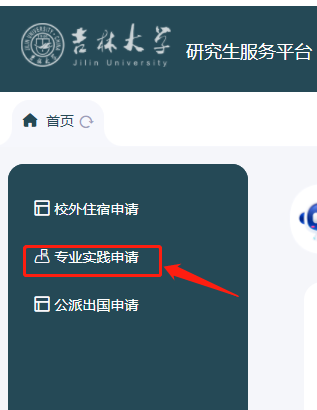 吉林大学
Jilin University
研究生服务平台
首页
校外住宿申请
专业实践申请
公派出国申请